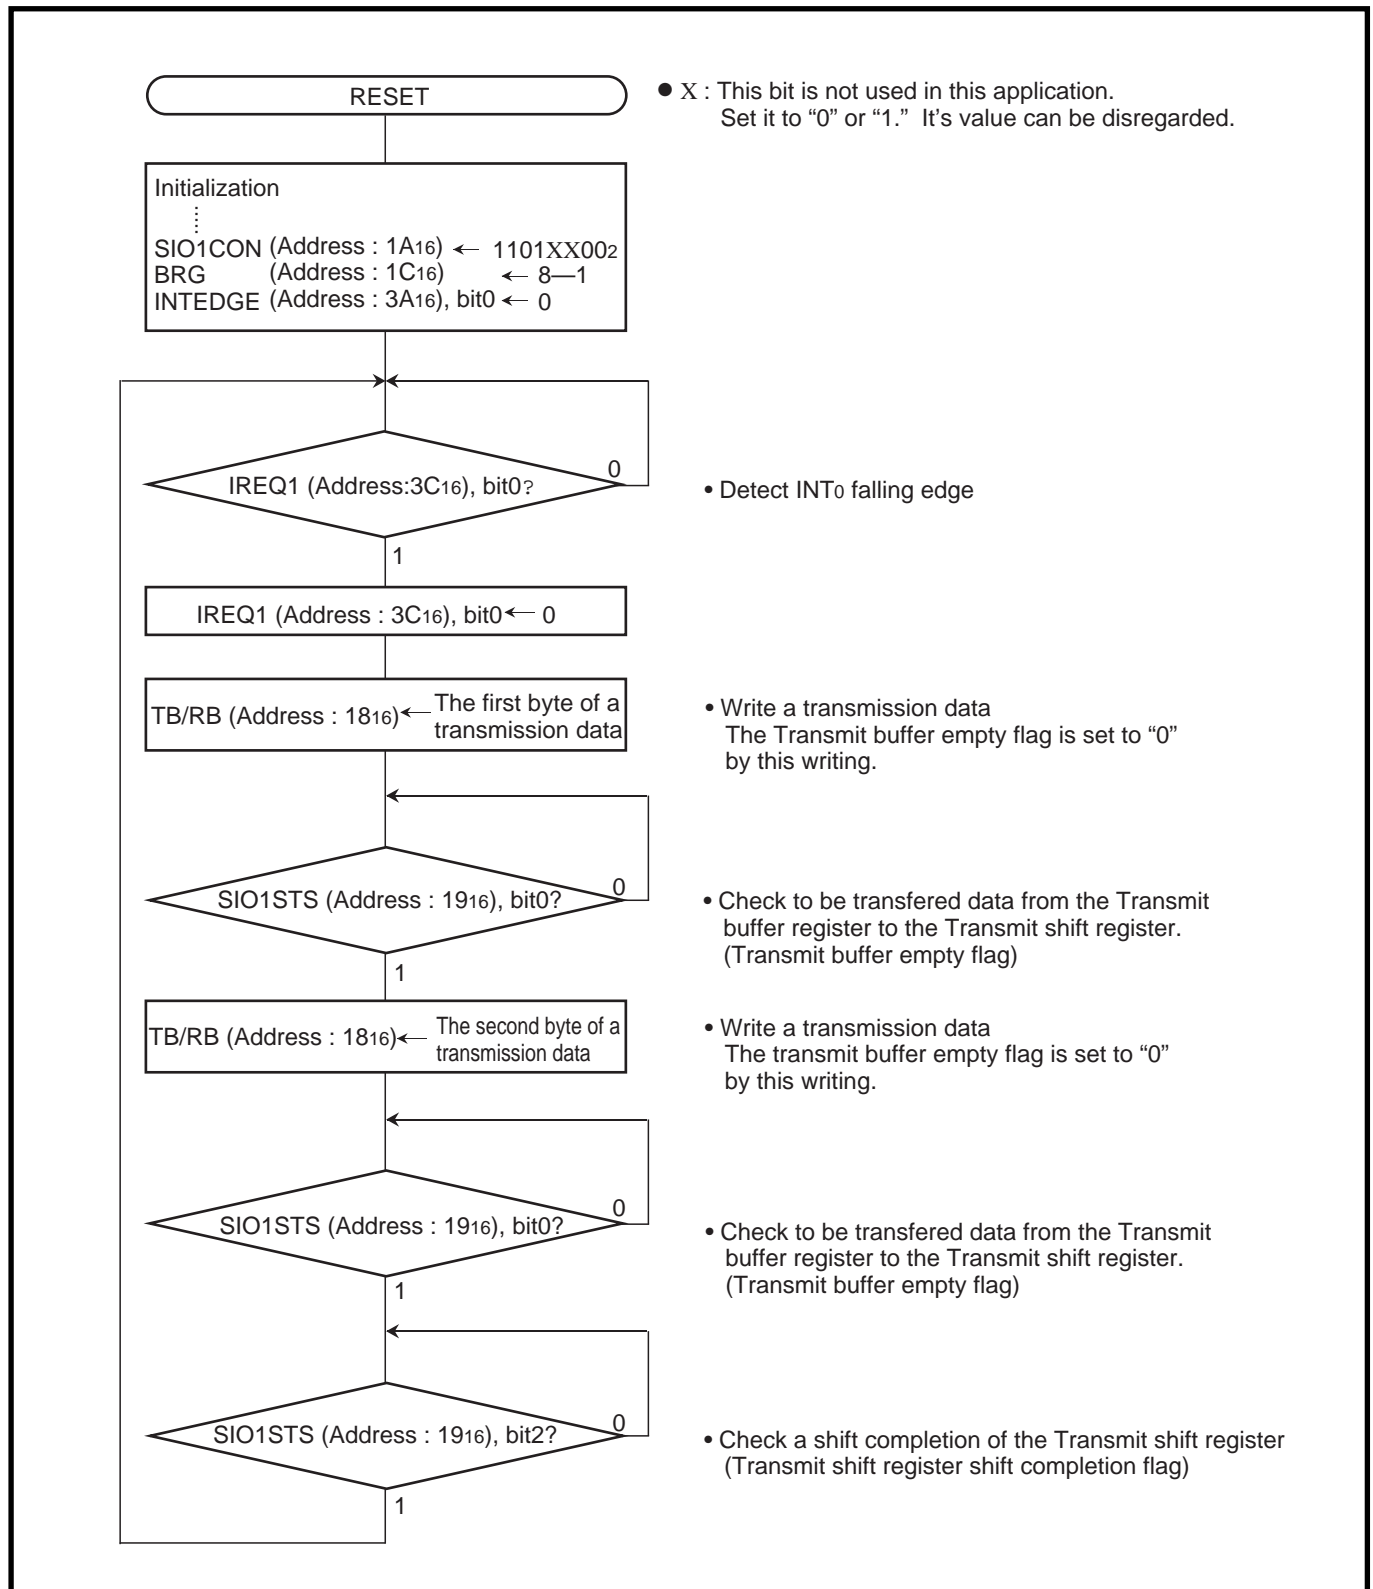 RESET
● X : This bit is not used in this application.
Set it to “0” or “1.” It’s value can be disregarded.
Initialization
SIO1CON (Address : 1A16) ← 1101XX002
BRG (Address : 1C16) ← 8—1
INTEDGE (Address : 3A16), bit0 ← 0
IREQ1 (Address:3C16), bit0?
0
• Detect INT0 falling edge
1
IREQ1 (Address : 3C16), bit0 ← 0
TB/RB (Address : 1816) ← The first byte of a
transmission data
• Write a transmission data
The Transmit buffer empty flag is set to “0”
by this writing.
SIO1STS (Address : 1916), bit0?
0
• Check to be transfered data from the Transmit
buffer register to the Transmit shift register.
(Transmit buffer empty flag)
1
TB/RB (Address : 1816) ← The second byte of a
transmission data
• Write a transmission data
The transmit buffer empty flag is set to “0”
by this writing.
SIO1STS (Address : 1916), bit0?
0
• Check to be transfered data from the Transmit
buffer register to the Transmit shift register.
(Transmit buffer empty flag)
1
SIO1STS (Address : 1916), bit2?
0
• Check a shift completion of the Transmit shift register
(Transmit shift register shift completion flag)
1